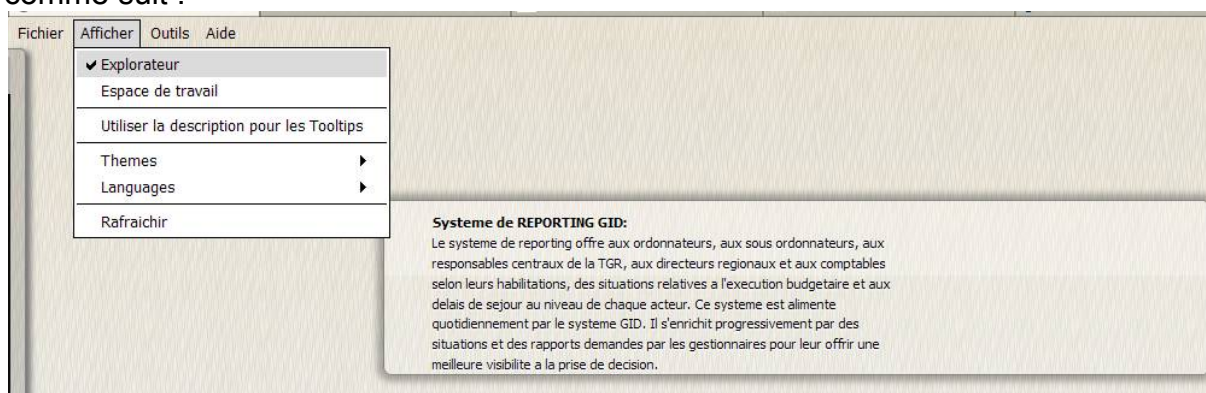 comme suit :
Fichier Afficher Outils Aide
✔ Explorateur
Espace de travail
Utiliser la description pour les Tooltips
Themes
Languages
Rafraichir
Systeme de REPORTING GID:
Le systeme de reporting offre aux ordonnateurs, aux sous ordonnateurs, aux
responsables centraux de la TGR, aux directeurs regionaux et aux comptables
selon leurs habilitations, des situations relatives a l'execution budgetaire et aux
delais de sejour au niveau de chaque acteur. Ce systeme est alimente
quotidiennement par le systeme GID. Il s'enrichit progressivement par des
situations et des rapports demandes par les gestionnaires pour leur offrir une
meilleure visibilite a la prise de decision.